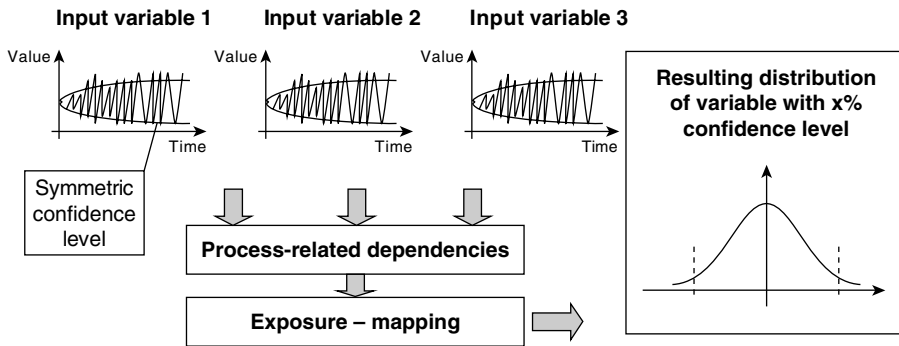 Input variable 1
Input variable 2
Input variable 3
Value
Time
Value
Time
Value
Time
Symmetric
confidence
level
Process-related dependencies
Exposure – mapping
Resulting distribution
of variable with x%
confidence level